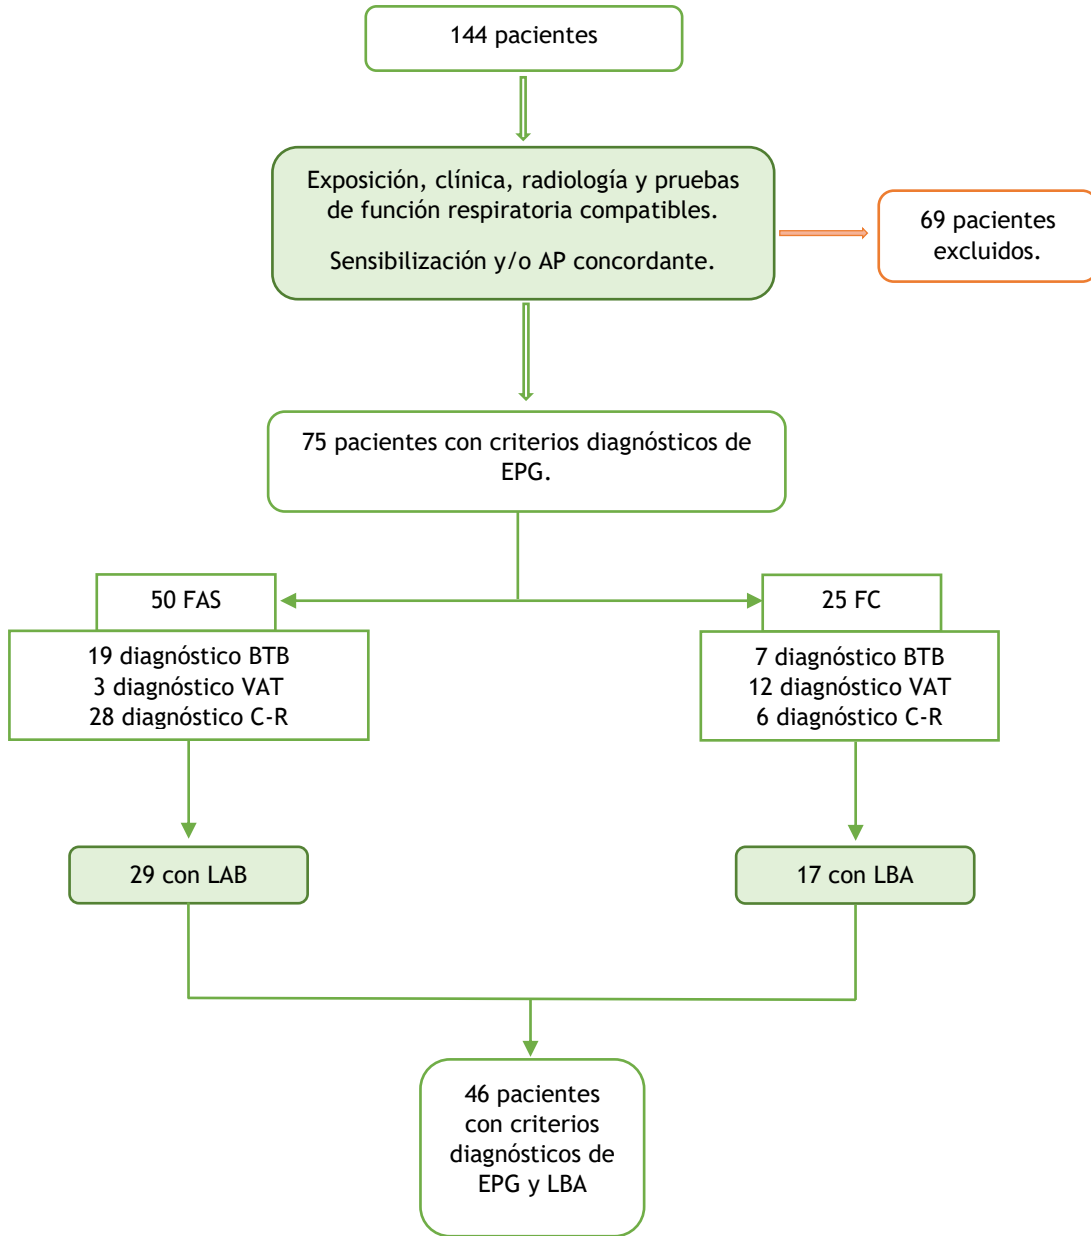 144 pacientes
Exposición, clínica, radiología y pruebas
de función respiratoria compatibles.
Sensibilización y/o AP concordante.
69 pacientes
excluidos.
75 pacientes con criterios diagnósticos de
EPG.
50 FAS
19 diagnóstico BTB
3 diagnóstico VAT
28 diagnóstico C-R
25 FC
7 diagnóstico BTB
12 diagnóstico VAT
6 diagnóstico C-R
29 con LAB
17 con LBA
46 pacientes
con criterios
diagnósticos de
EPG y LBA